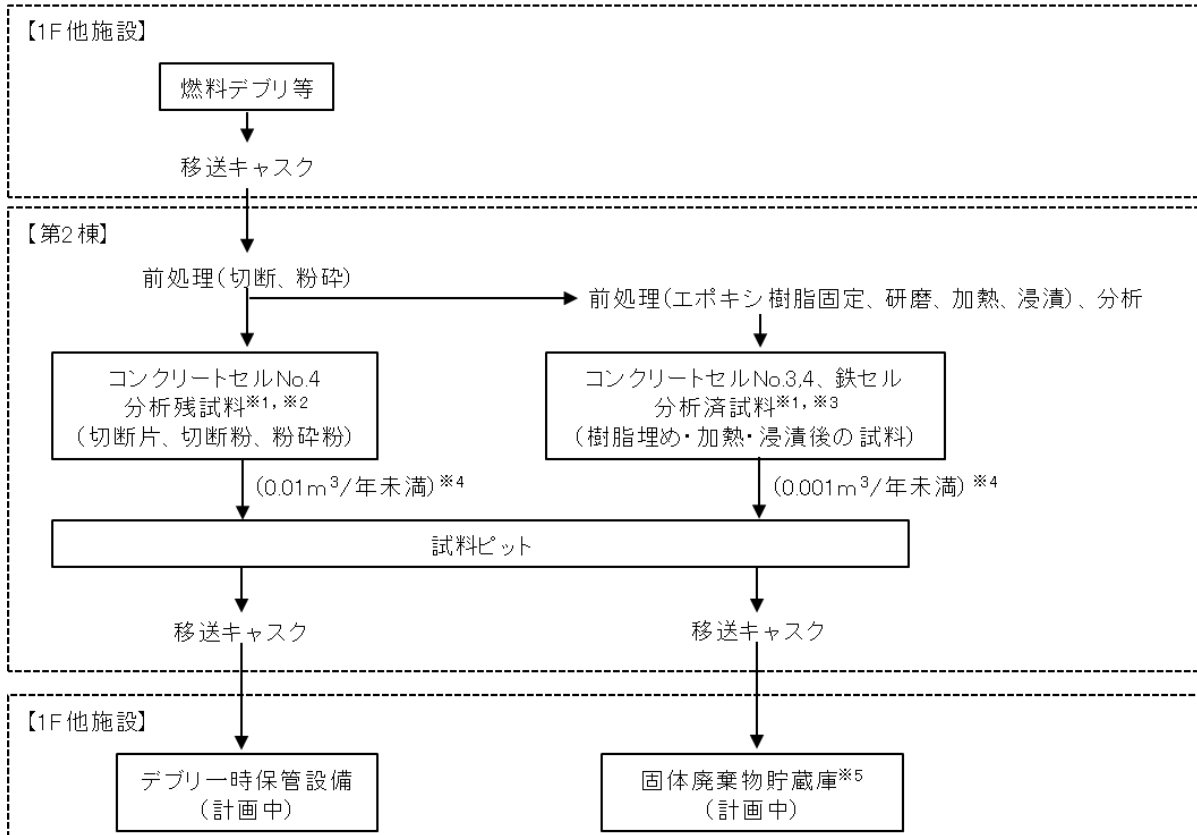 【1F他施設】
燃料デブリ等
移送キャスク
【第2棟】
前処理(切断、粉砕)
前処理(エポキシ樹脂固定、研磨、加熱、浸漬)、分析
コンクリートセルNo.4
分析残試料※1, ※2
(切断片、切断粉、粉砕粉)
コンクリートセルNo.3,4、鉄セル
分析済試料※1, ※3
(樹脂埋め・加熱・浸漬後の試料)
(0.01m³/年未満)※4
(0.001m³/年未満)※4
試料ピット
移送キャスク
移送キャスク
【1F他施設】
デブリ一時保管設備
(計画中)
固体廃棄物貯蔵庫※5
(計画中)